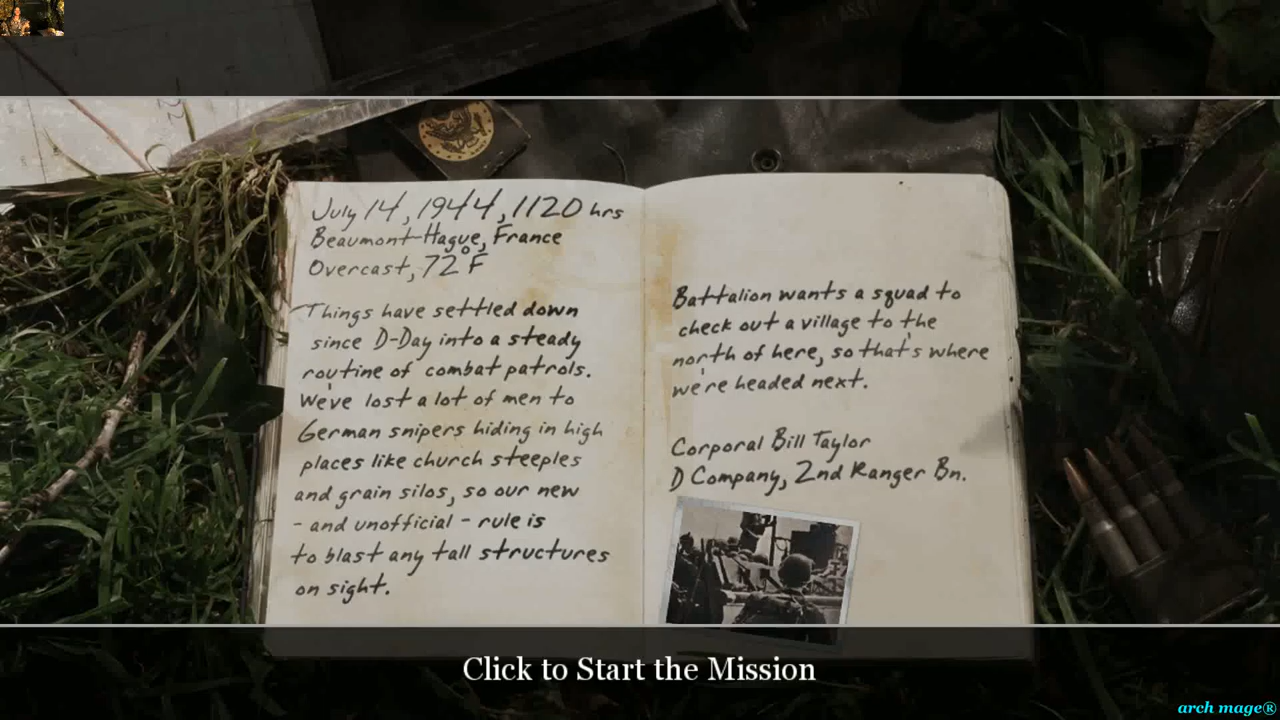 July 14, 1944, 1120 hrs
Beaumont-Hague, France
Overcast, 72°F
Things have settled down
since D-Day into a steady
routine of combat patrols.
We've lost a lot of men to
German snipers hiding in high
places like church steeples
and grain silos, so our new
- and unofficial - rule is
to blast any tall structures
on sight.
Battalion wants a squad to
check out a village to the
north of here, so that's where
we're headed next.
Corporal Bill Taylor
D Company, 2nd Ranger Bn.
Click to Start the Mission
arch mage®